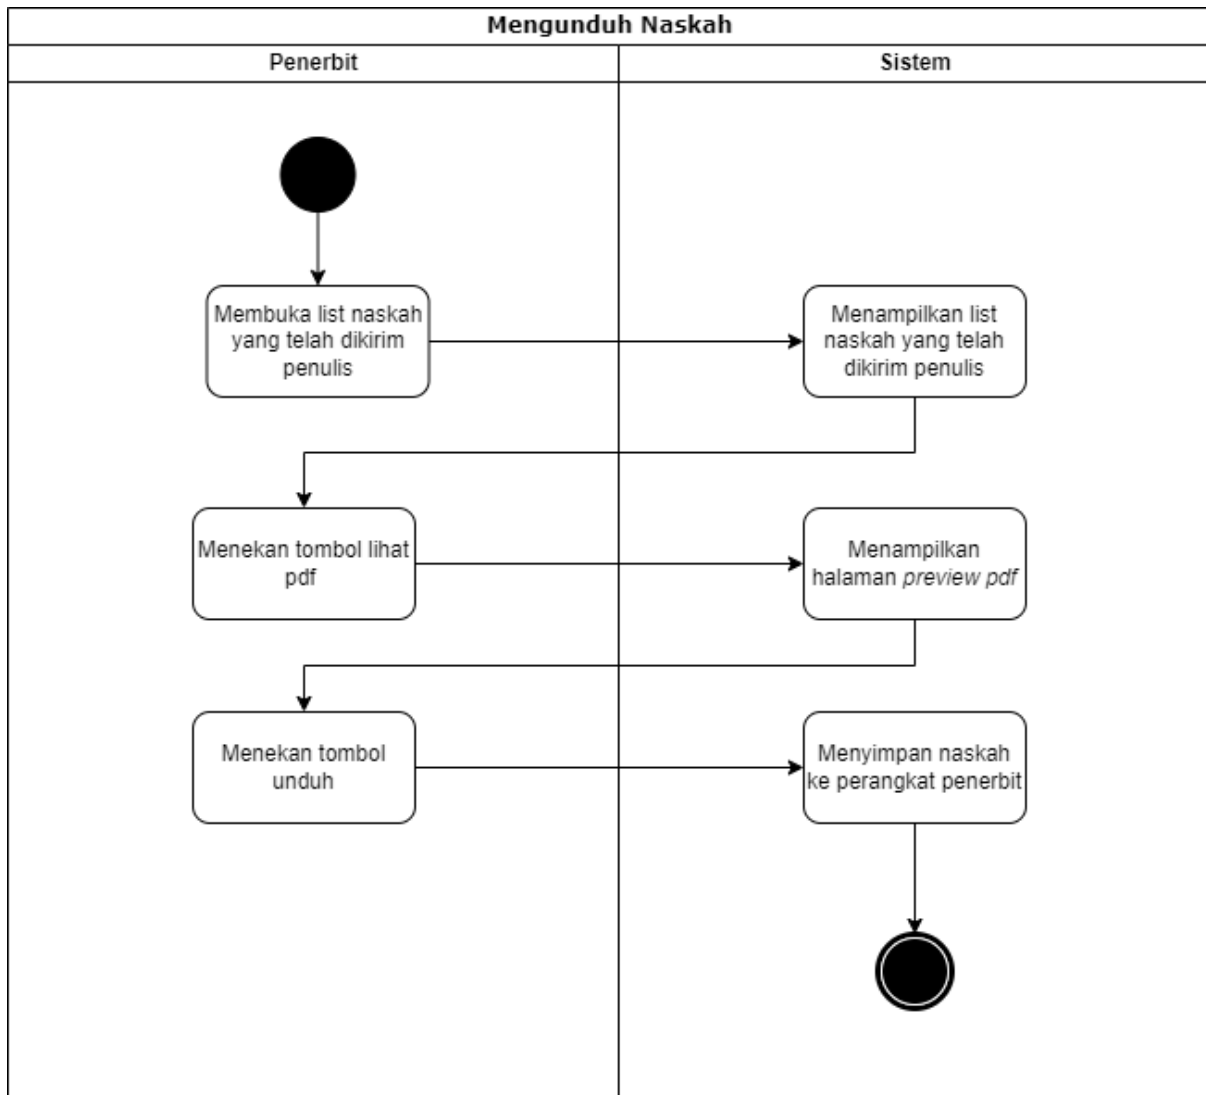 Mengunduh Naskah
Penerbit
Sistem
Membuka list naskah
yang telah dikirim
penulis
Menampilkan list
naskah yang telah
dikirim penulis
Menekan tombol lihat
pdf
Menampilkan
halaman preview pdf
Menekan tombol
unduh
Menyimpan naskah
ke perangkat penerbit